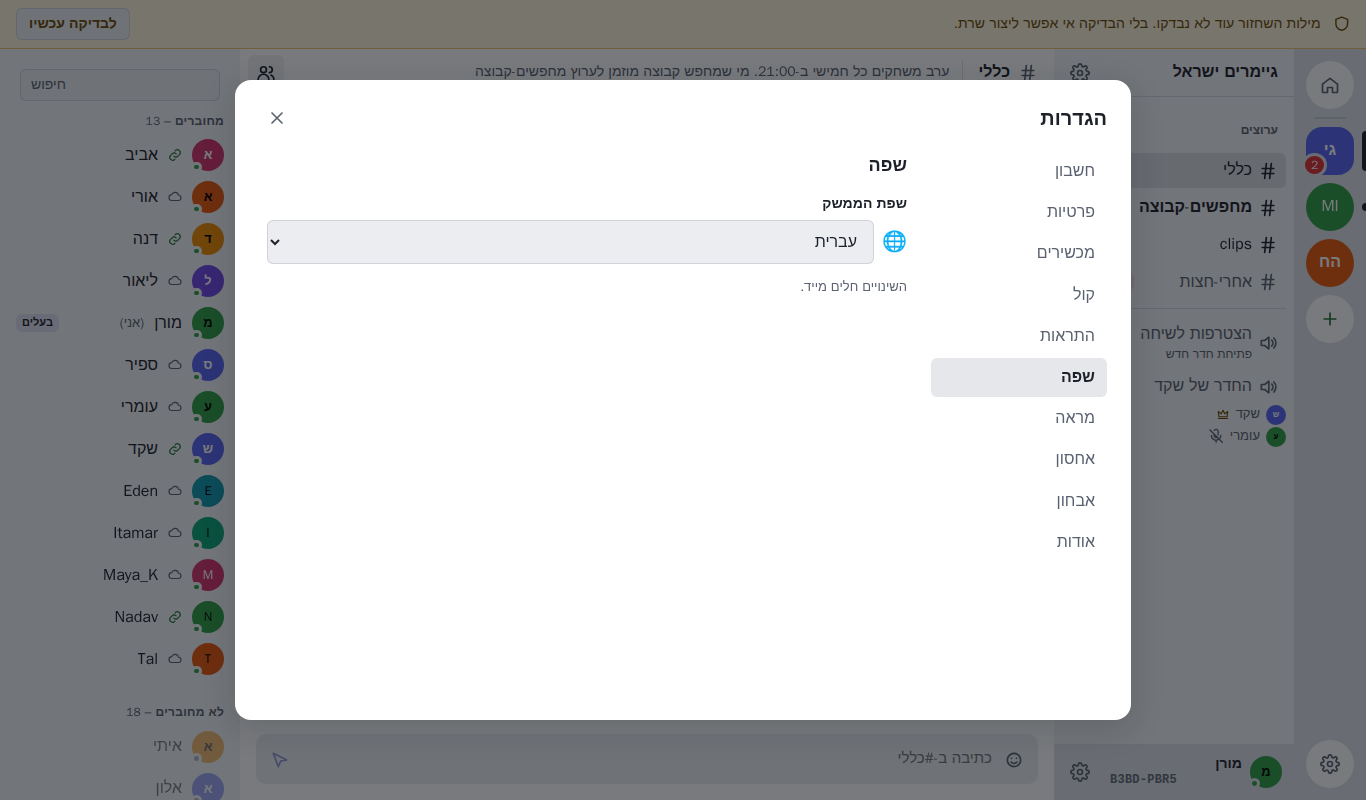 מילות השחזור עוד לא נבדקו. בלי הבדיקה אי אפשר ליצור שרת.
לבדיקה עכשיו
גי
2
MI
הח
גיימרים ישראל
ערוצים
כללי
מחפשים-קבוצה
clips
אחרי-חצות
הצטרפות לשיחה
פתיחת חדר חדש
החדר של שקד
ש שקד
ע עומרי
מ מורן
B3BD-PBR5
כללי
ערב משחקים כל חמישי ב-21:00. מי שמחפש קבוצה מוזמן לערוץ מחפשים-קבוצה
הגדרות
חשבון
פרטיות
מכשירים
קול
התראות
שפה
מראה
אחסון
אבחון
אודות
שפה
שפת הממשק
עברית
השינויים חלים מייד.
כתיבה ב-#כללי
חיפוש
מחוברים – 13
א אביב
א אורי
ד דנה
ל ליאור
מ מורן (אני) בעלים
ס ספיר
ע עומרי
ש שקד
E Eden
I Itamar
M Maya_K
N Nadav
T Tal
לא מחוברים – 18
א איתי
א אלון